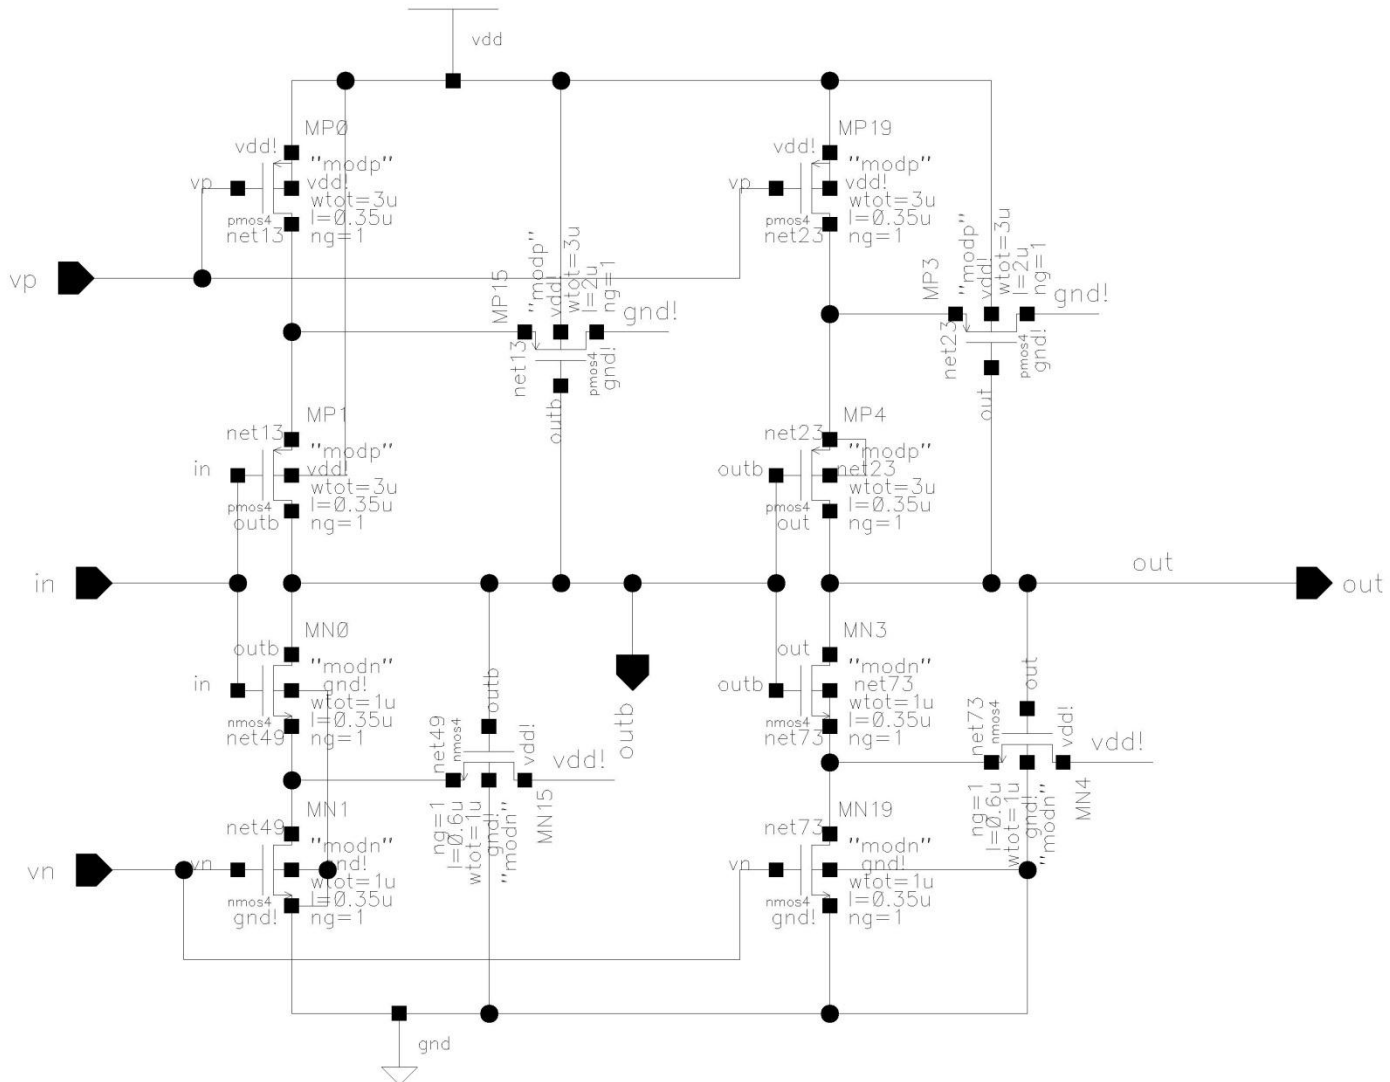 vdd
MPØ
vdd!
"modp"
vp
vdd!
wtot=3u
pmos4
l=0.35u
net13
ng=1
MP19
vdd!
"modp"
vp
vdd!
wtot=3u
pmos4
l=0.35u
net23
ng=1
vp
MP15
"modp"
vdd!
wtot=3u
l=2u
ng=1
gnd!
net13
pmos4
gnd!
outb
MP3
"modp"
vdd!
wtot=3u
l=2u
ng=1
gnd!
net23
pmos4
gnd!
out
MP1
net13
"modp"
in
vdd!
wtot=3u
pmos4
l=0.35u
outb
ng=1
MP4
net23
"modp"
outb
net23
wtot=3u
pmos4
l=0.35u
out
ng=1
in
out
out
MNØ
outb
"modn"
in
gnd!
wtot=1u
nmos4
l=0.35u
net49
ng=1
outb
net49
nmos4
vdd!
vdd!
ng=1
l=0.6u
wtot=1u
gnd!
"modn"
MN15
outb
MN3
out
"modn"
outb
net73
wtot=1u
nmos4
l=0.35u
net73
ng=1
out
net73
nmos4
vdd!
vdd!
ng=1
l=0.6u
wtot=1u
gnd!
"modn"
MN4
MN1
net49
"modn"
vn
vn
gnd!
wtot=1u
nmos4
l=0.35u
gnd!
ng=1
MN19
net73
"modn"
vn
gnd!
wtot=1u
nmos4
l=0.35u
gnd!
ng=1
gnd